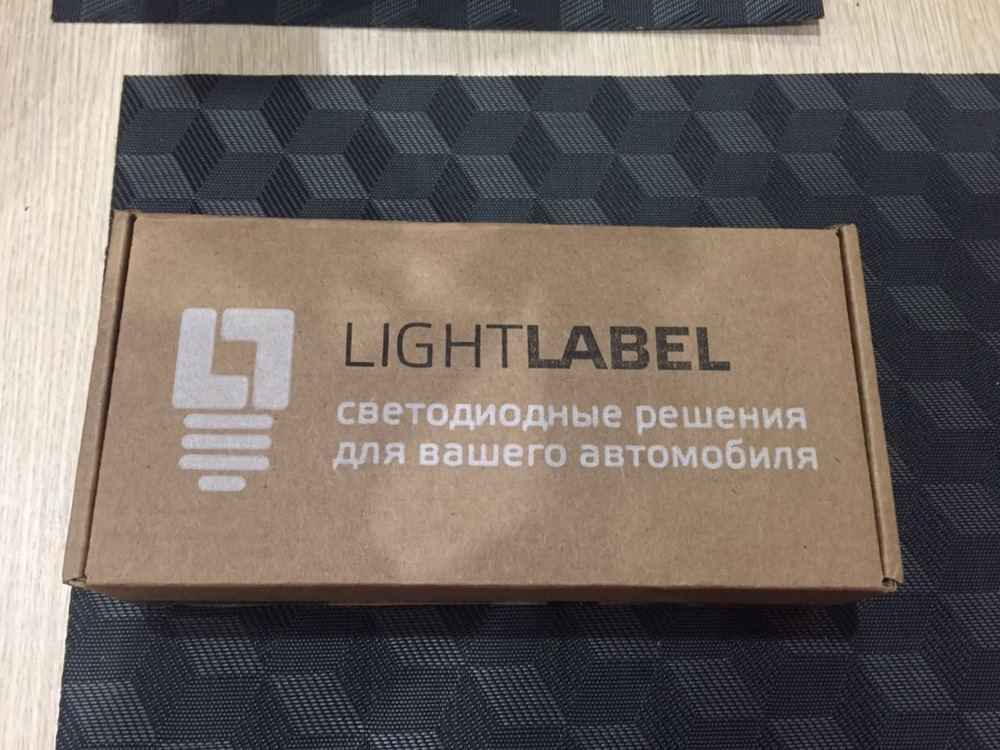 LIGHTLABEL
светодиодные решения
для вашего автомобиля